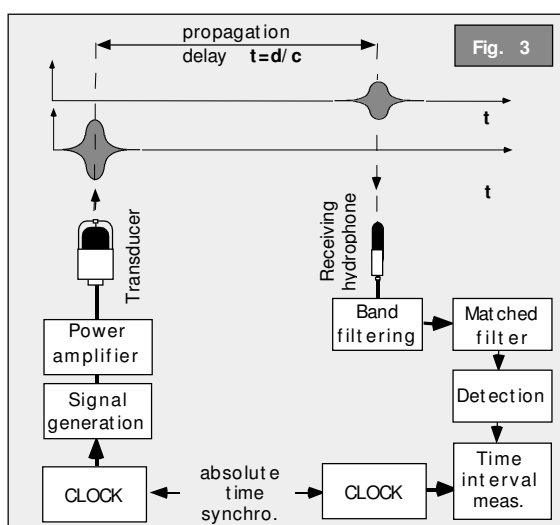 propagation
delay t=d/c
Fig. 3
t
t
Transducer
Receiving
hydrophone
Power
amplifier
Band
filtering
Matched
filter
Signal
generation
Detection
CLOCK
absolute
time
synchro.
CLOCK
Time
interval
meas.